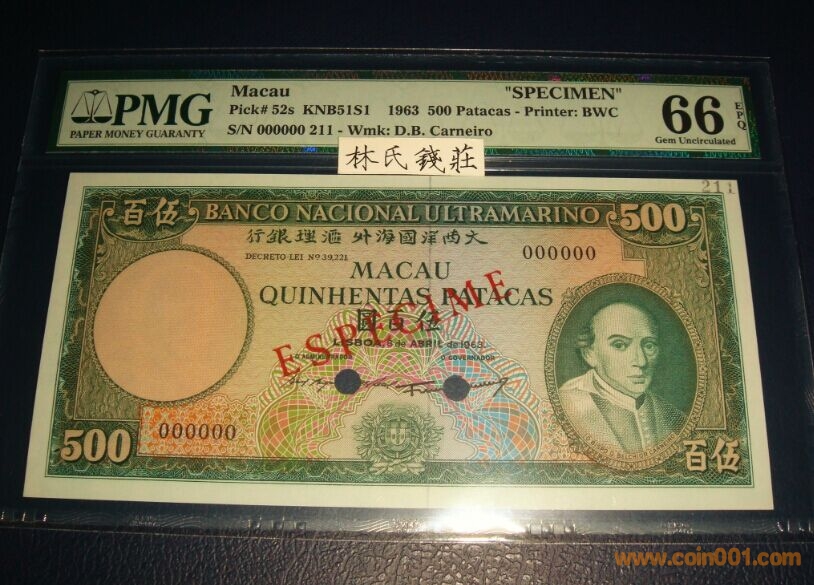 Macau "SPECIMEN"
PMG
PAPER MONEY GUARANTY
Pick# 52s KNB51S1 1963 500 Patacas - Printer: BWC
S/N 000000 211 - Wmk: D.B. Carneiro
66 EPQ
Gem Uncirculated
林氏錢莊
211
百伍 BANCO NACIONAL ULTRAMARINO 500
行銀理滙 外海國洋西大
DECRETO-LEI Nº 39,221
000000
MACAU
QUINHENTAS PATACAS
圓百伍
ESPECIME
LISBOA, 8 de ABRIL de 1963
O ADMINISTRADOR O GOVERNADOR
000000
500
百伍
www.coin001.com